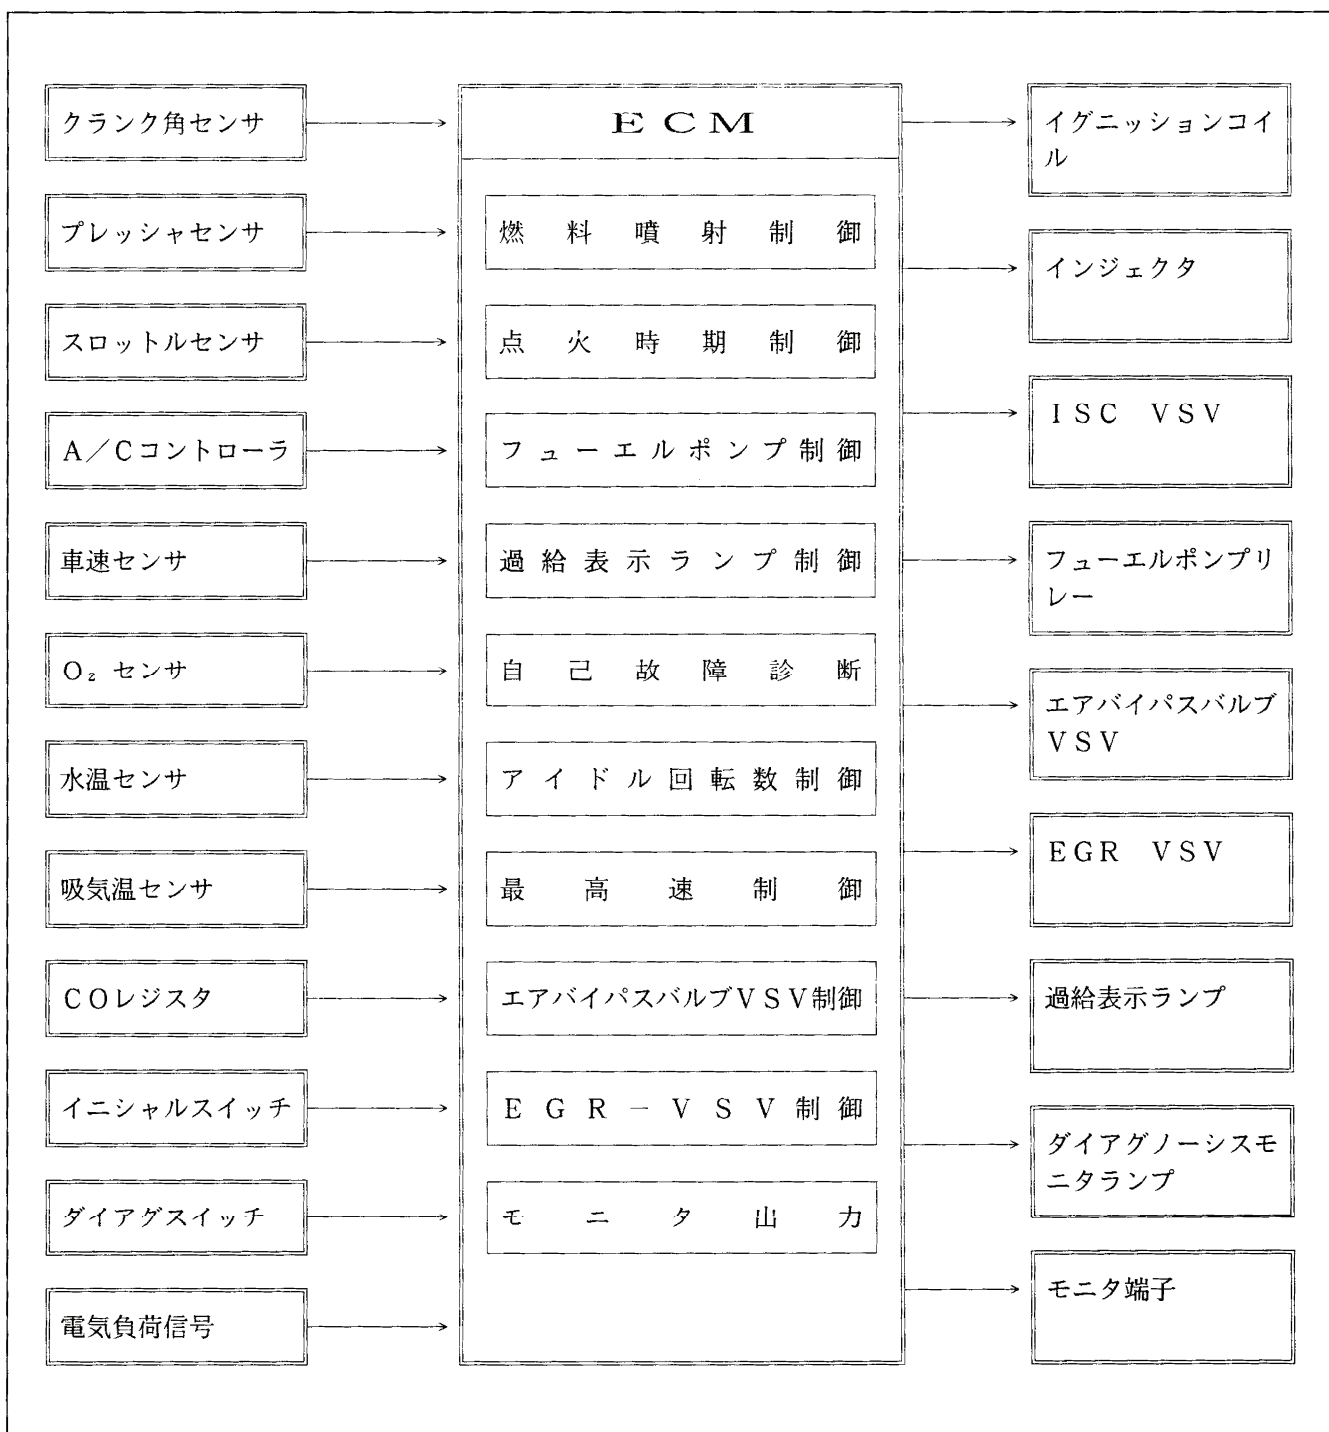 クランク角センサ
プレッシャセンサ
スロットルセンサ
A/Cコントローラ
車速センサ
O₂ センサ
水温センサ
吸気温センサ
COレジスタ
イニシャルスイッチ
ダイアグスイッチ
電気負荷信号
ECM
燃料噴射制御
点火時期制御
フューエルポンプ制御
過給表示ランプ制御
自己故障診断
アイドル回転数制御
最高速制御
エアバイパスバルブVSV制御
EGR-VSV制御
モニタ出力
イグニッションコイ
ル
インジェクタ
ISC VSV
フューエルポンプリ
レー
エアバイパスバルブ
VSV
EGR VSV
過給表示ランプ
ダイアグノーシスモ
ニタランプ
モニタ端子